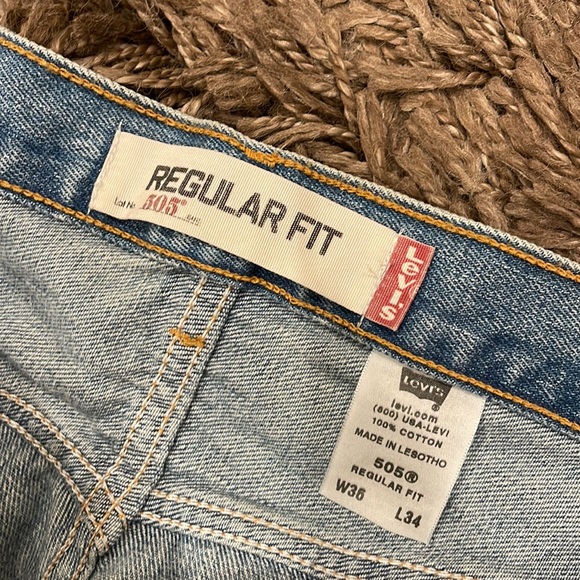 REGULAR FIT
Lot No 505®
Levi's
LEVI'S
®
levi.com
(800) USA-LEVI
100% COTTON
MADE IN LESOTHO
505®
REGULAR FIT
W36 L34